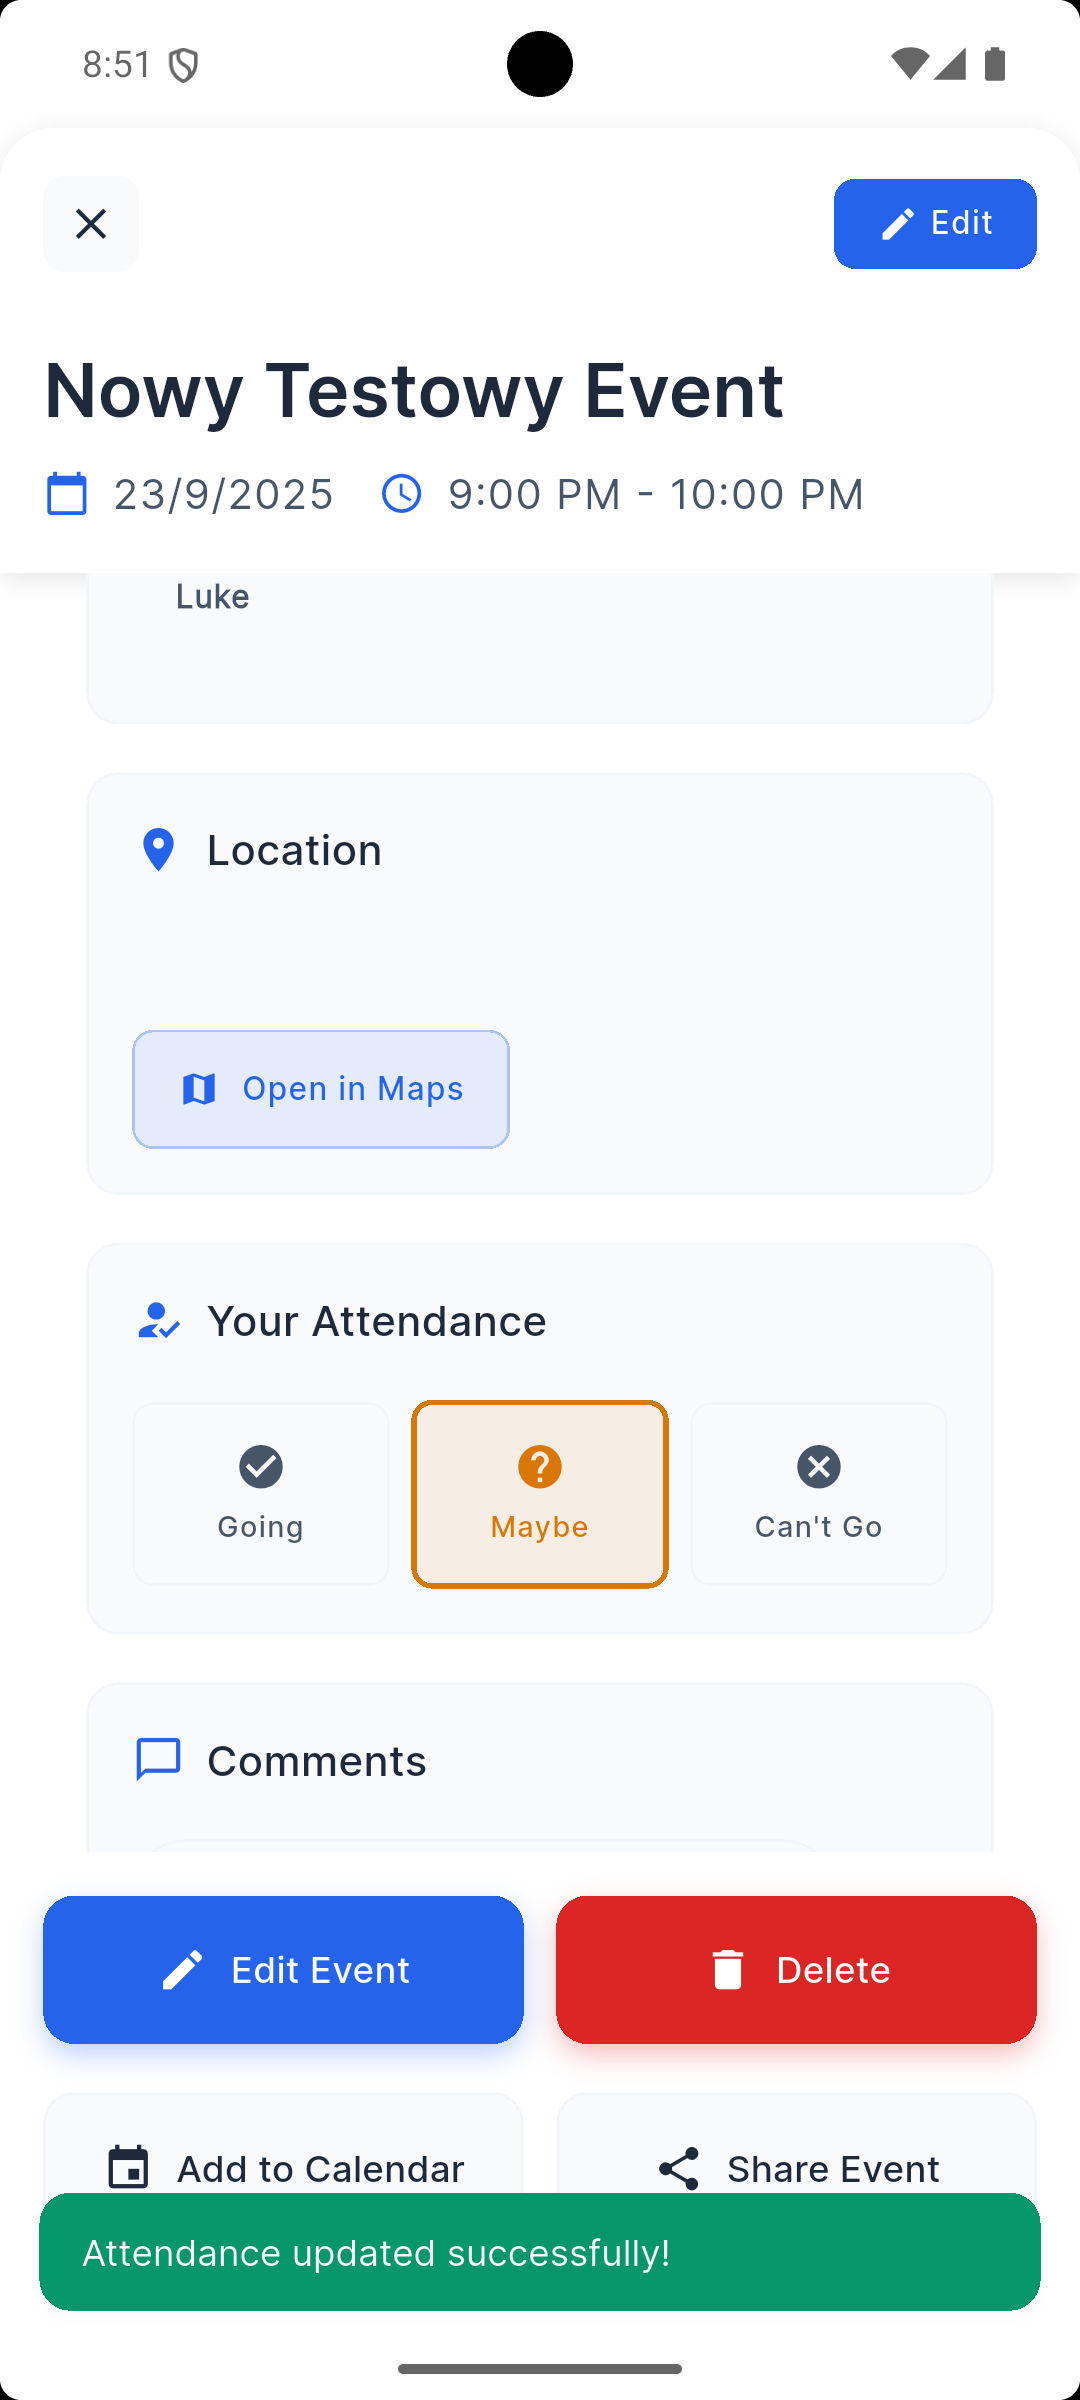 8:51
Edit
Nowy Testowy Event
23/9/2025 9:00 PM - 10:00 PM
Luke
Location
Open in Maps
Your Attendance
Going Maybe Can't Go
Comments
Edit Event Delete
Add to Calendar Share Event
Attendance updated successfully!